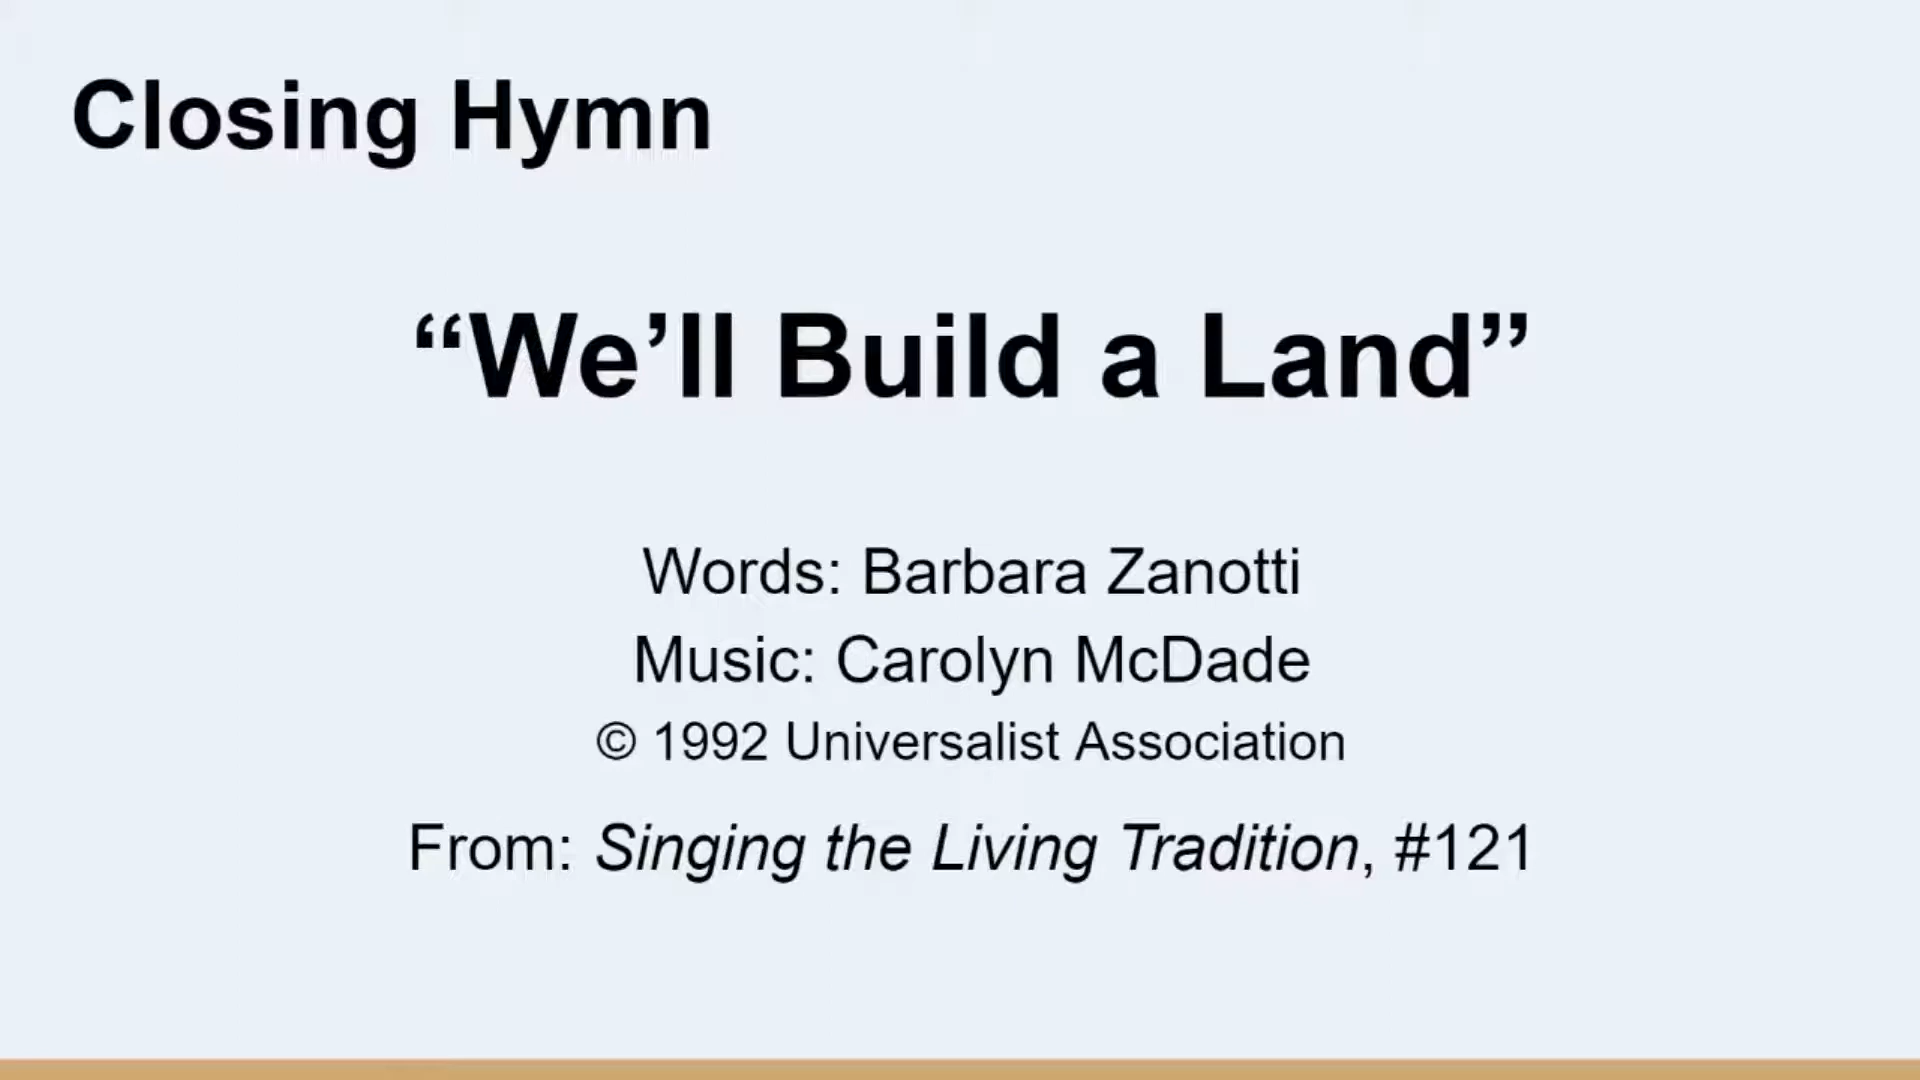 Closing Hymn
“We’ll Build a Land”
Words: Barbara Zanotti
Music: Carolyn McDade
© 1992 Universalist Association
From: Singing the Living Tradition, #121